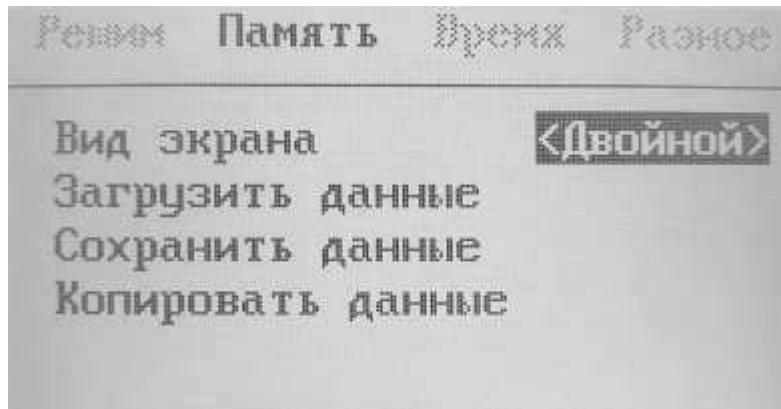 Режим Память Время Разное
Вид экрана <Двойной>
Загрузить данные
Сохранить данные
Копировать данные